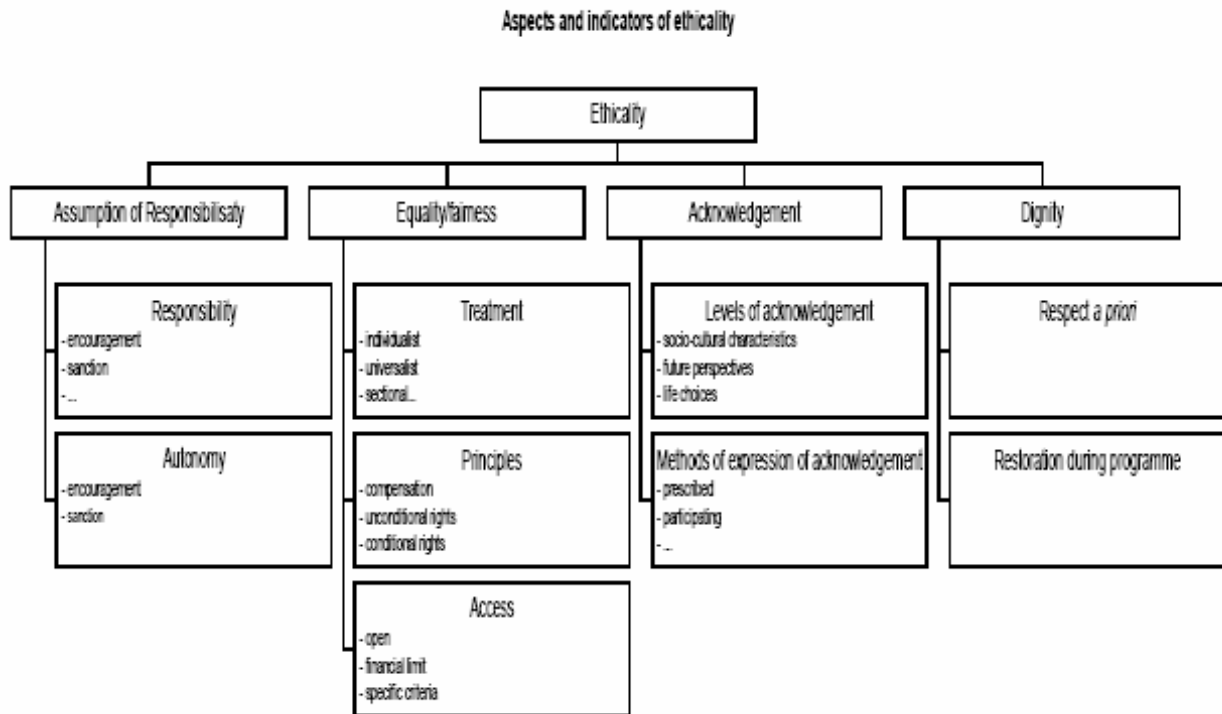 Aspects and indicators of ethicality
Ethicality
Assumption of Responsibilisaty
Equality/fairness
Acknowledgement
Dignity
Responsibility
- encouragement
- sanction
- ...
Autonomy
- encouragement
- sanction
Treatment
- individualist
- universalist
- sectional...
Principles
- compensation
- unconditional rights
- conditional rights
Access
- open
- financial limit
- specific criteria
Levels of acknowledgement
- socio-cultural characteristics
- future perspectives
- life choices
Methods of expression of acknowledgement
- prescribed
- participating
- ...
Respect a priori
Restoration during programme